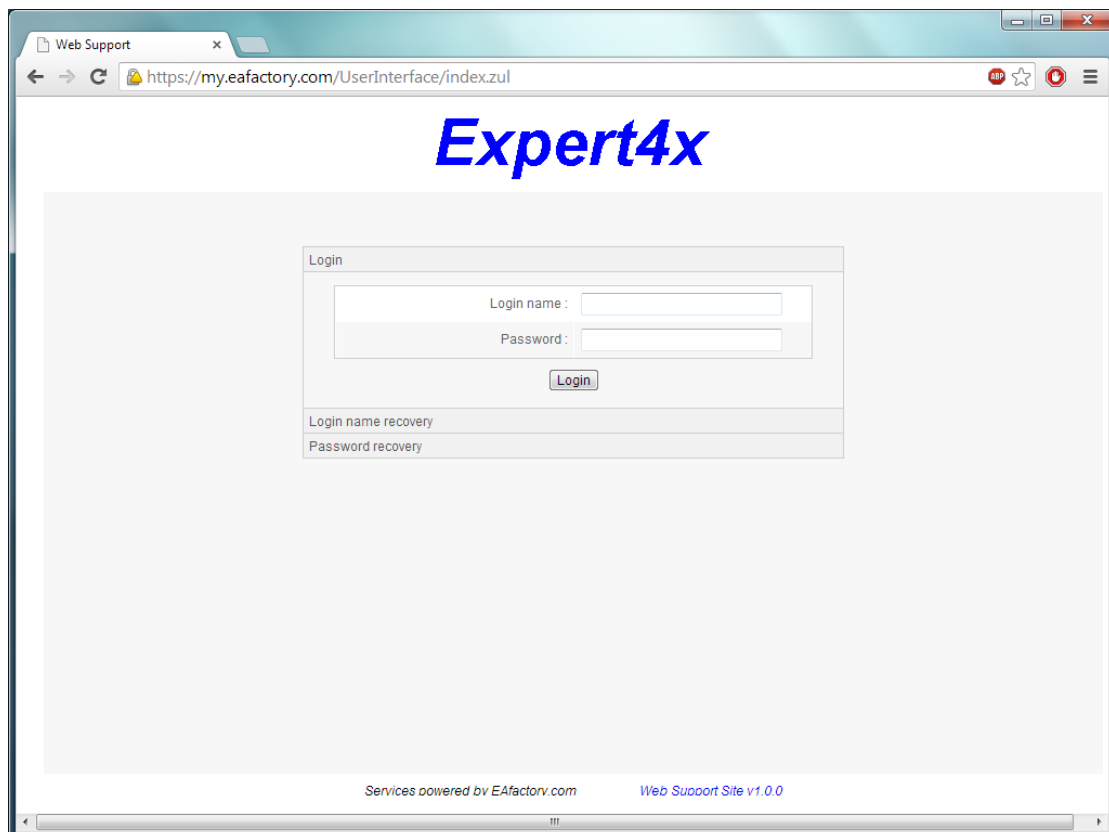 Web Support
https://my.eafactory.com/UserInterface/index.zul
ABP
Expert4x
Login
Login name :
Password :
Login
Login name recovery
Password recovery
Services powered by EAfactory.com Web Support Site v1.0.0